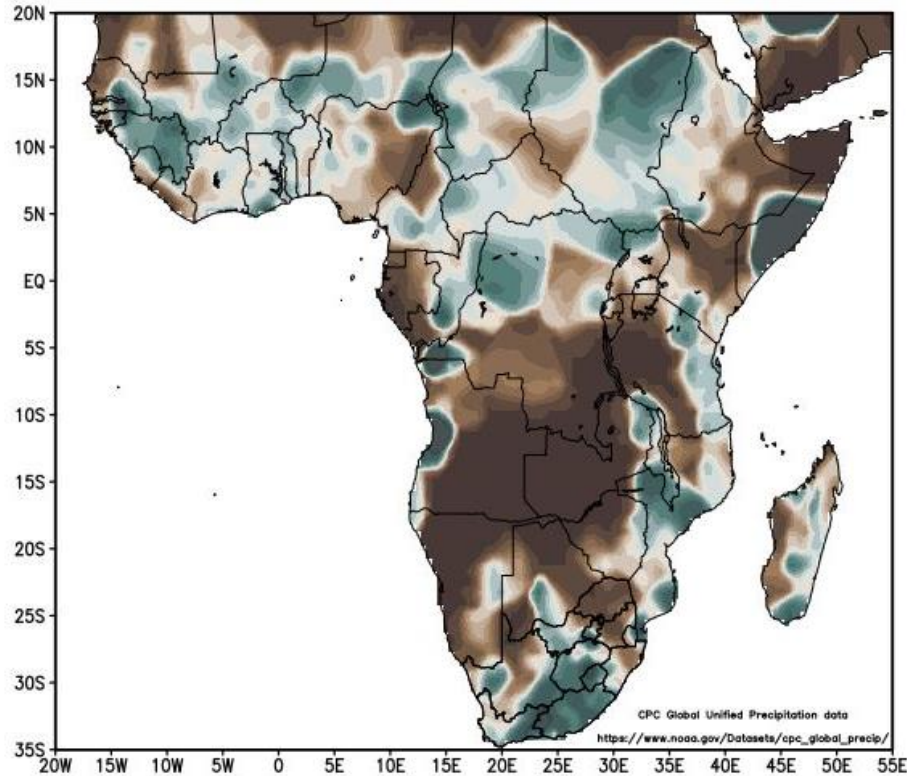 20N
15N
10N
5N
EQ
5S
10S
15S
20S
25S
30S
35S
CPC Global Unified Precipitation data
https://www.noaa.gov/Datasets/cpc_global_precip/
20W 15W 10W 5W 0 5E 10E 15E 20E 25E 30E 35E 40E 45E 50E 55E